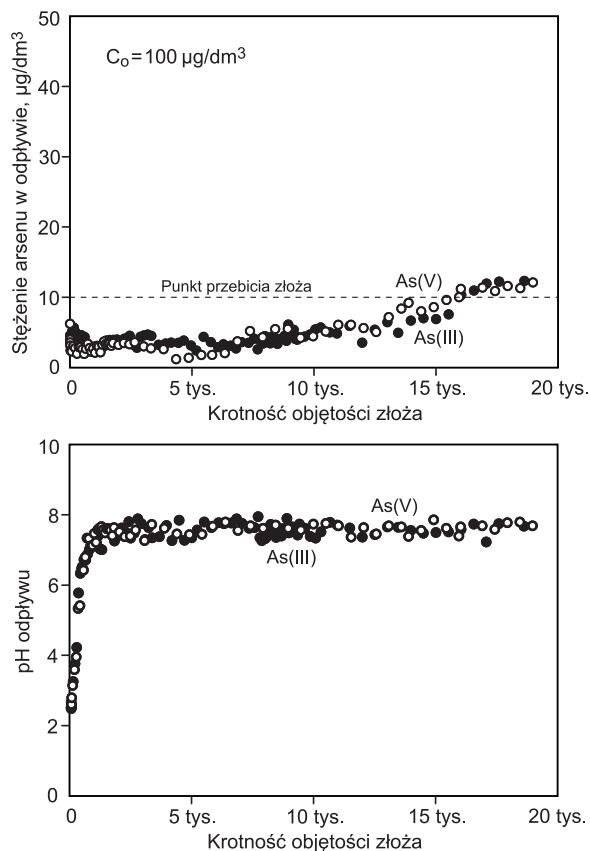 50
40
30
20
10
0
Stężenie arsenu w odpływie, µg/dm³
C₀ = 100 µg/dm³
Punkt przebicia złoża
As(V)
As(III)
0
5 tys.
10 tys.
15 tys.
20 tys.
Krotność objętości złoża
10
8
6
4
2
0
pH odpływu
As(V)
As(III)
0
5 tys.
10 tys.
15 tys.
20 tys.
Krotność objętości złoża